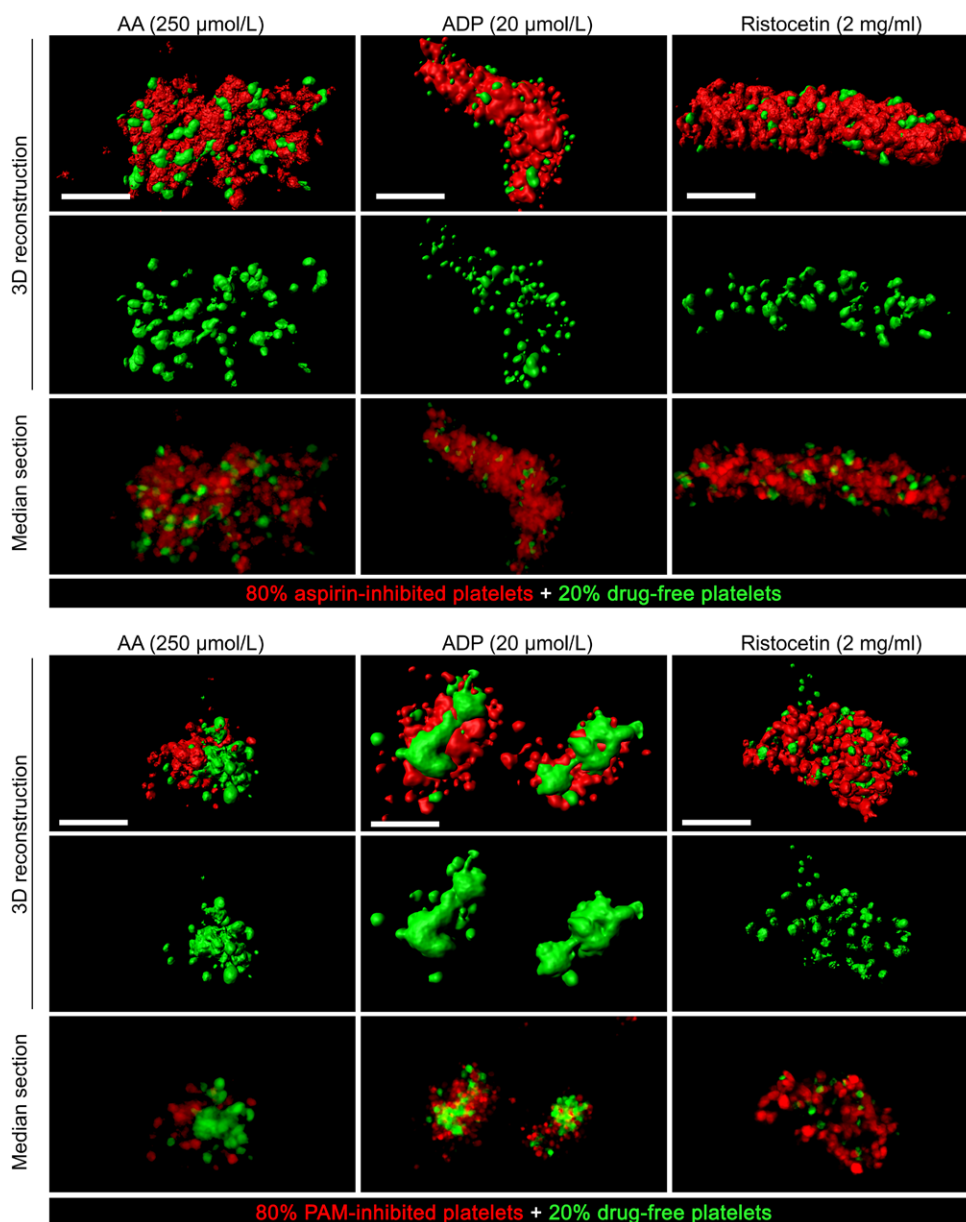 AA (250 μmol/L)
ADP (20 μmol/L)
Ristocetin (2 mg/ml)
3D reconstruction
Median section
80% aspirin-inhibited platelets + 20% drug-free platelets
AA (250 μmol/L)
ADP (20 μmol/L)
Ristocetin (2 mg/ml)
3D reconstruction
Median section
80% PAM-inhibited platelets + 20% drug-free platelets